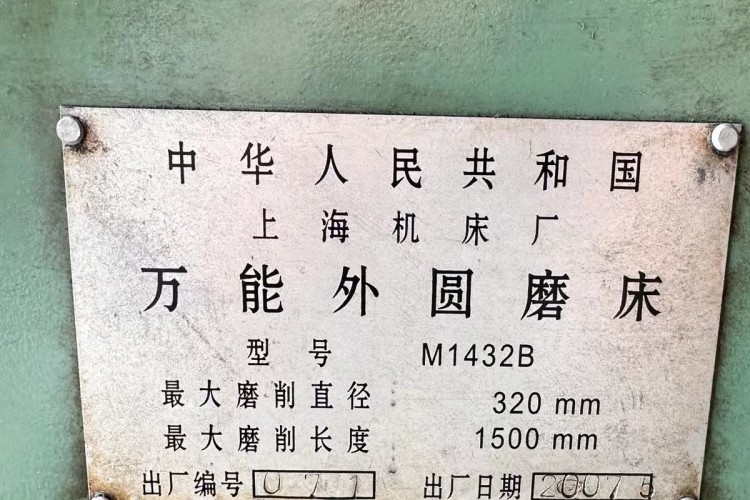 中华人民共和国
上海机床厂
万能外圆磨床
型号 M1432B
最大磨削直径 320 mm
最大磨削长度 1500 mm
出厂编号 071 出厂日期 2007.5